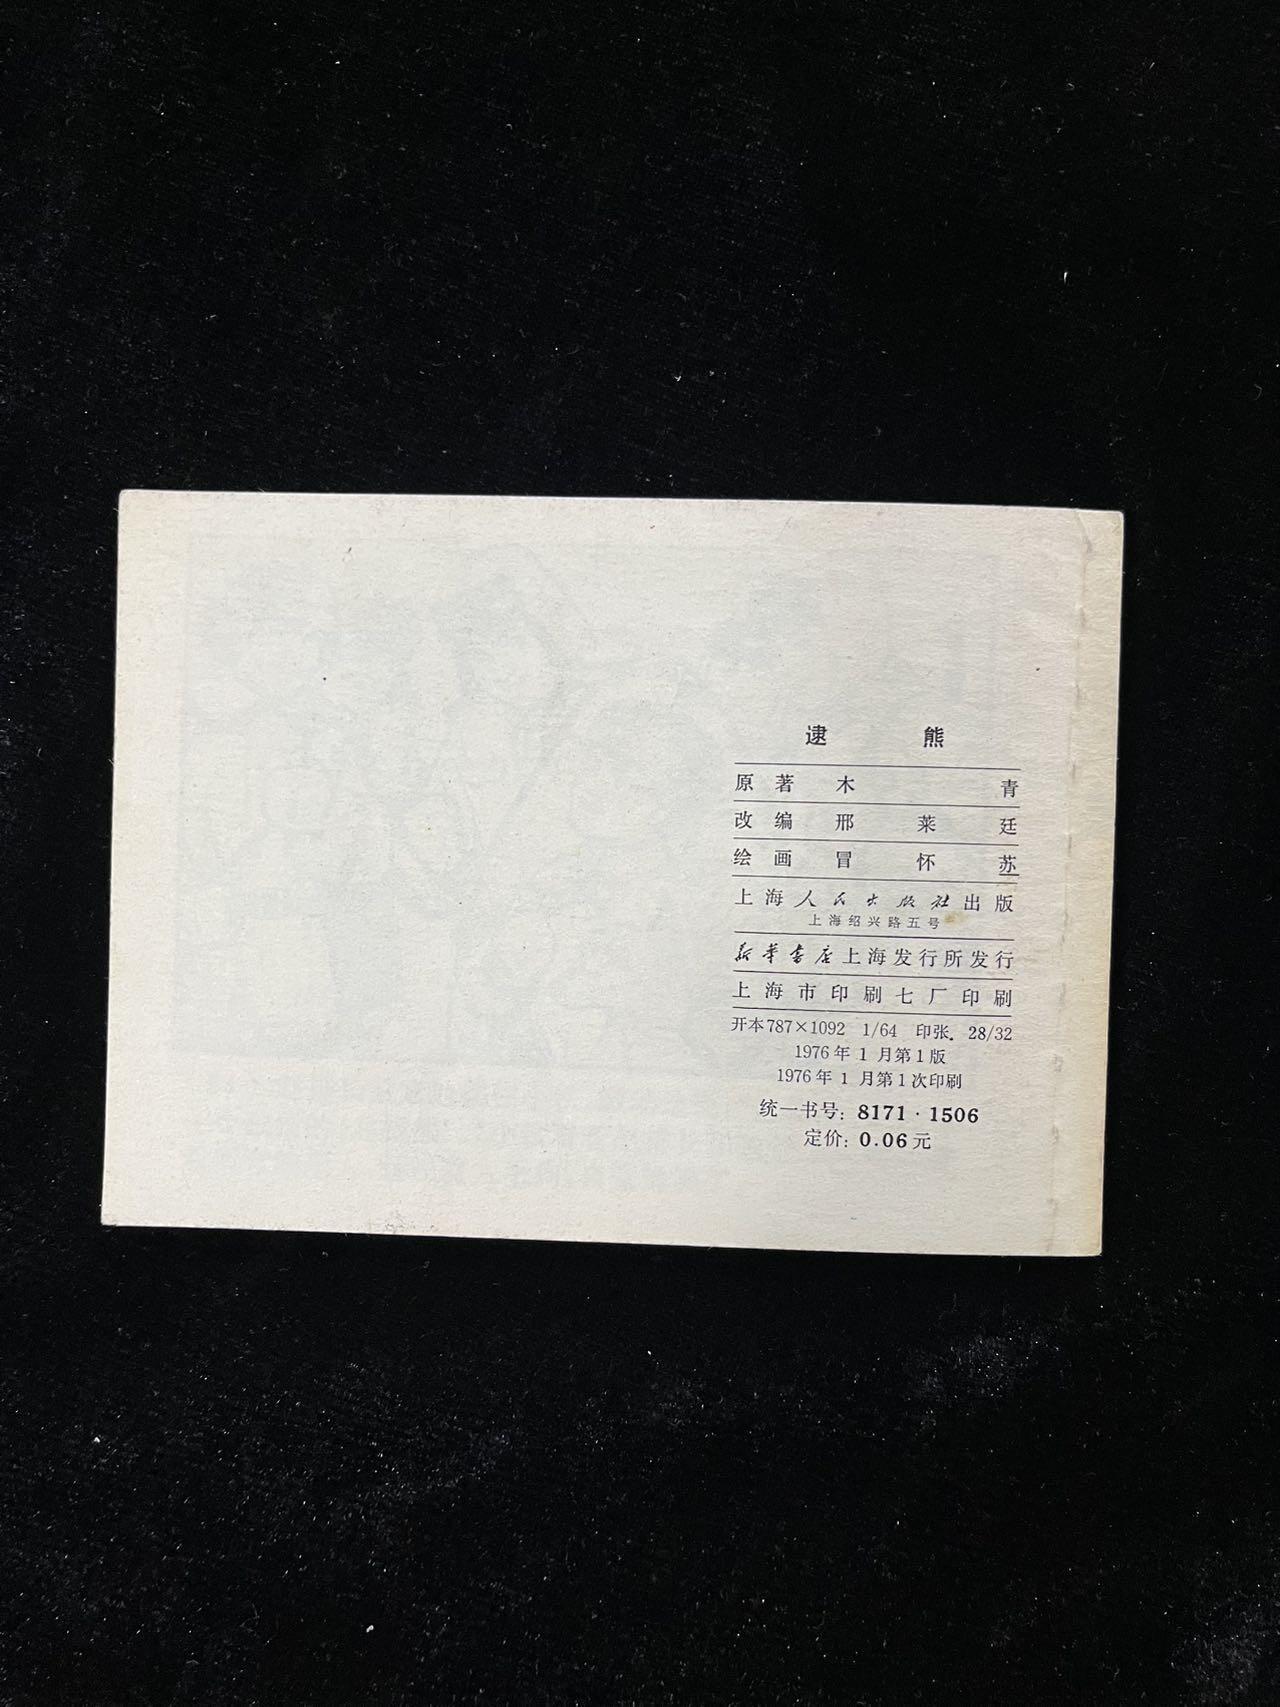 逮熊
原著 木青
改编 邢莱廷
绘画 冒怀苏
上海人民出版社出版
上海绍兴路五号
新华书店上海发行所发行
上海市印刷七厂印刷
开本787×1092 1/64 印张. 28/32
1976年1月第1版
1976年1月第1次印刷
统一书号：8171·1506
定价：0.06元